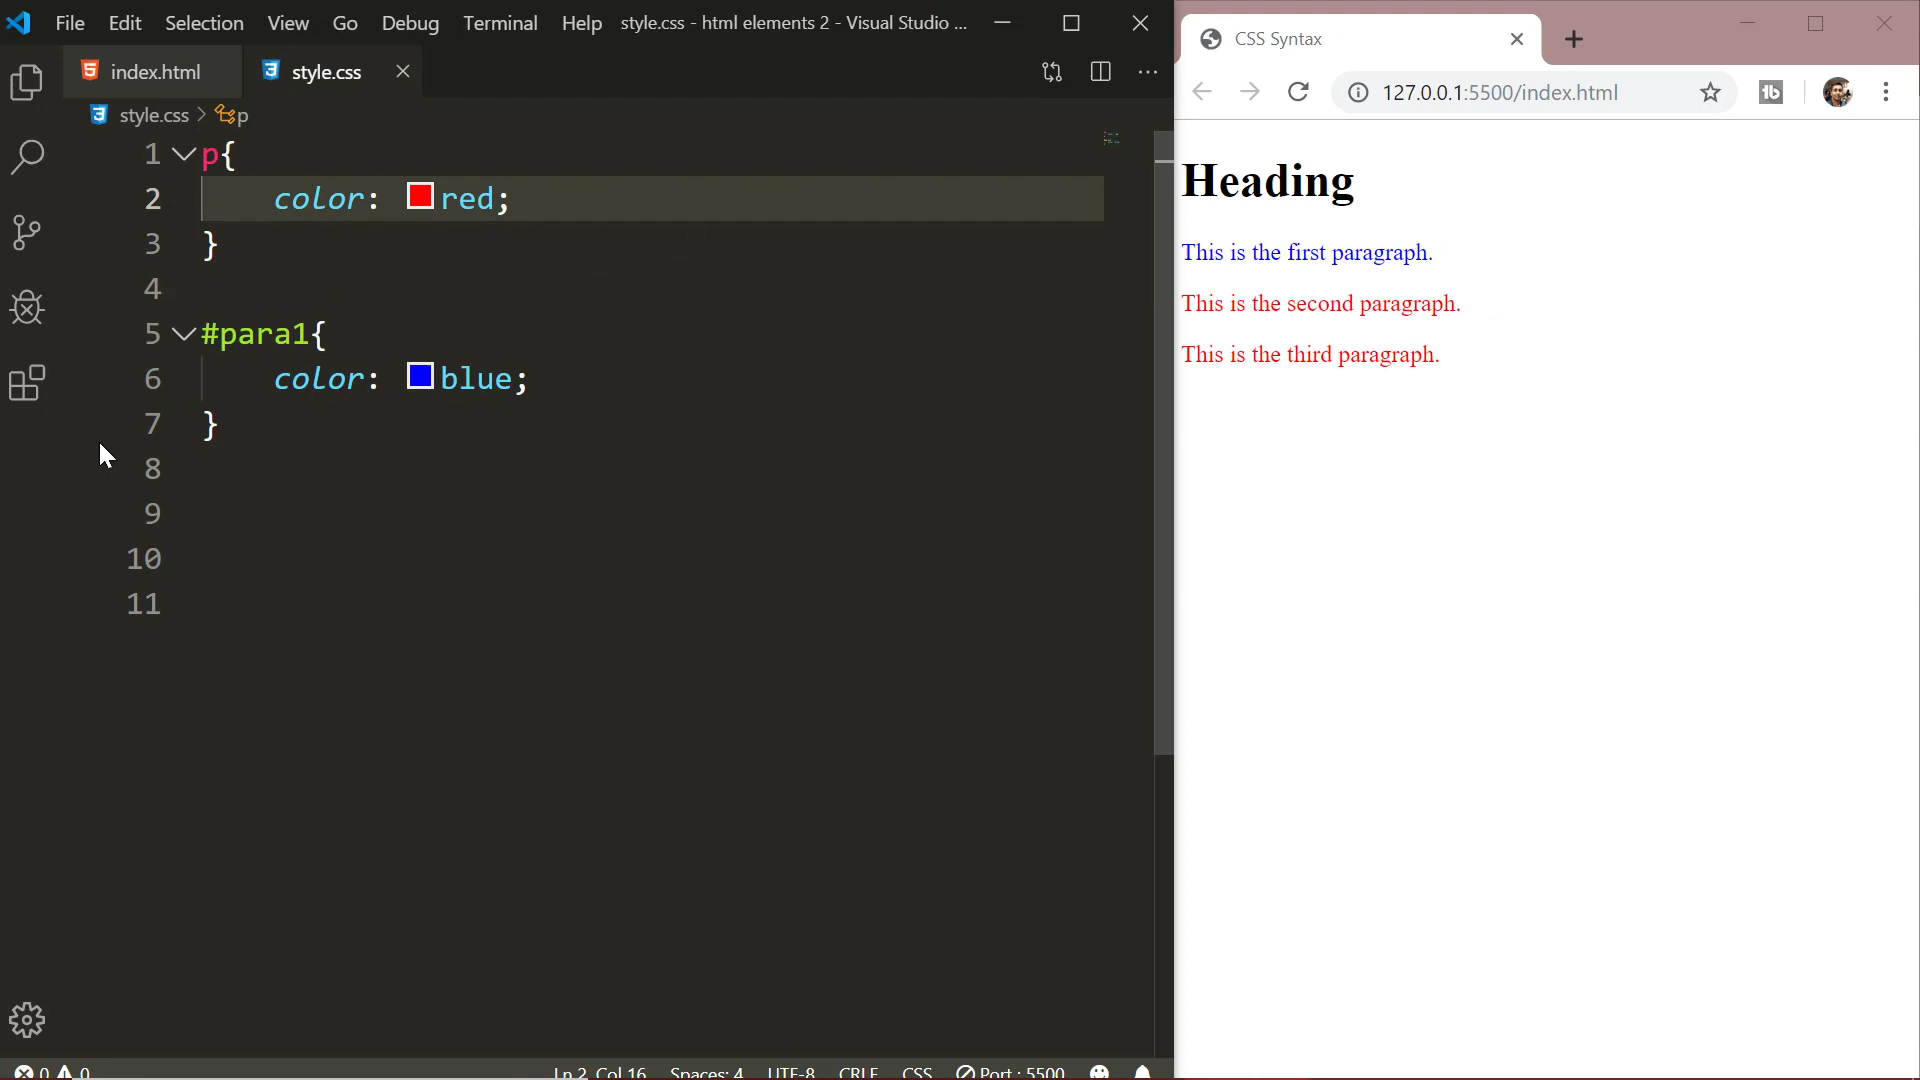 File Edit Selection View Go Debug Terminal Help style.css - html elements 2 - Visual Studio ...
index.html style.css
style.css > p
1 p{
2 color: red;
3 }
4
5 #para1{
6 color: blue;
7 }
8
9
10
11
0 0 Ln 2, Col 16 Spaces: 4 UTF-8 CRLF CSS Port : 5500
CSS Syntax
127.0.0.1:5500/index.html
Heading
This is the first paragraph.
This is the second paragraph.
This is the third paragraph.